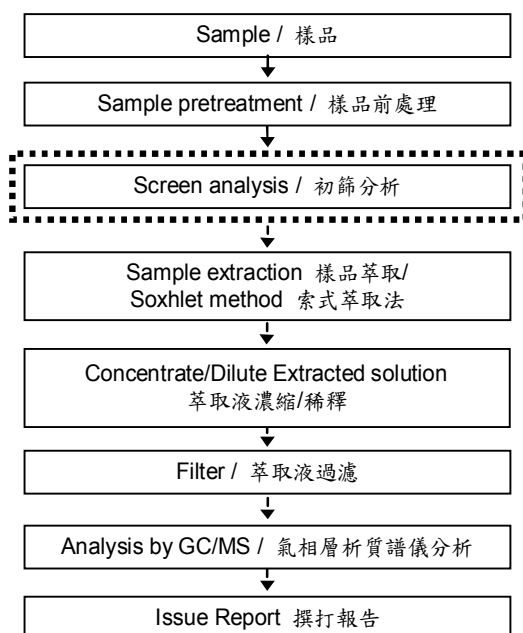 Sample / 樣品
Sample pretreatment / 樣品前處理
Screen analysis / 初篩分析
Sample extraction 樣品萃取/
Soxhlet method 索式萃取法
Concentrate/Dilute Extracted solution
萃取液濃縮/稀釋
Filter / 萃取液過濾
Analysis by GC/MS / 氣相層析質譜儀分析
Issue Report 撰打報告